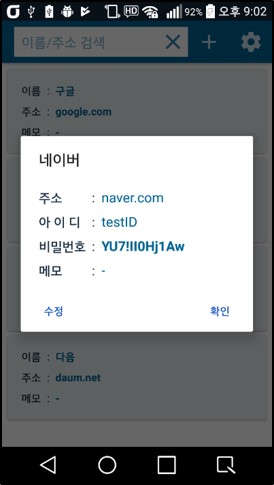 HD 92% 오후 9:02
이름/주소 검색
이름 : 구글
주소 : google.com
메모 : -
네이버
주소 : naver.com
아 이 디 : testID
비밀번호 : YU7!II0Hj1Aw
메모 : -
수정 확인
이름 : 다음
주소 : daum.net
메모 : -